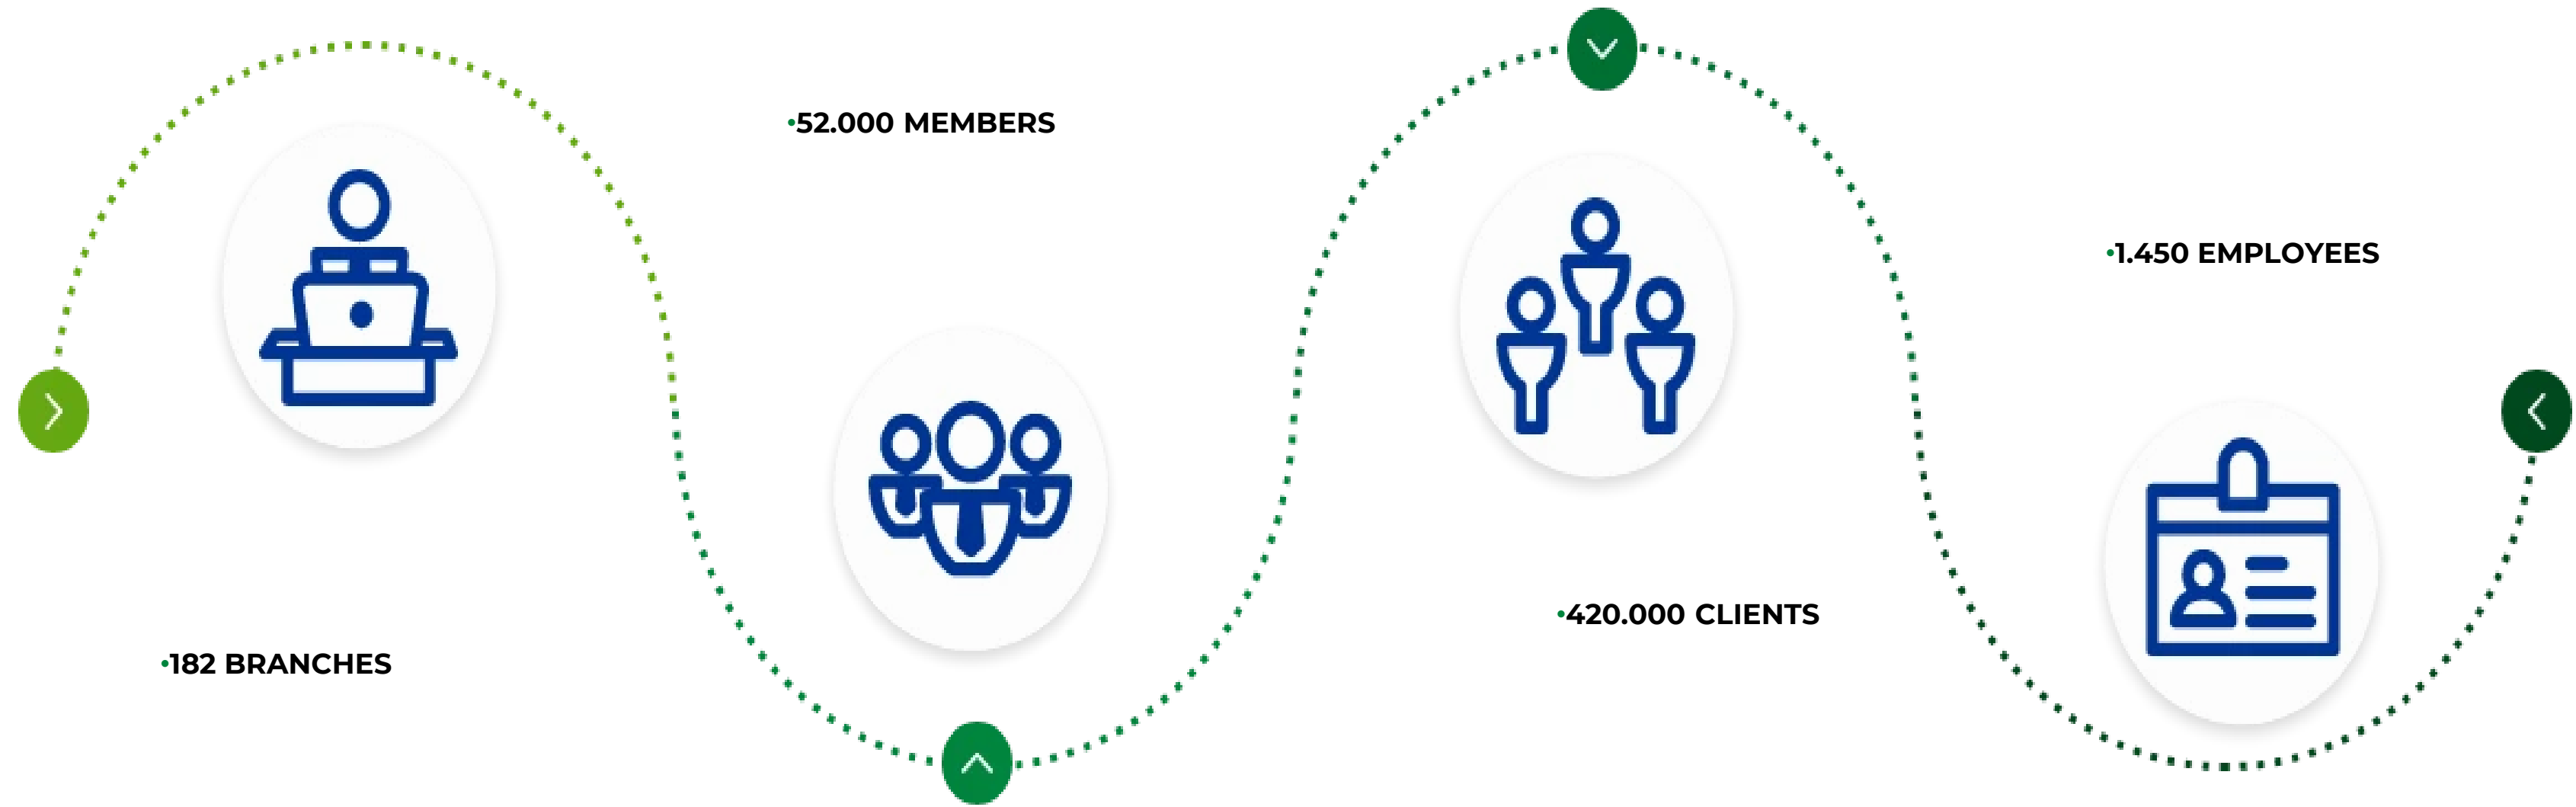 •182 BRANCHES
•52.000 MEMBERS
•420.000 CLIENTS
•1.450 EMPLOYEES